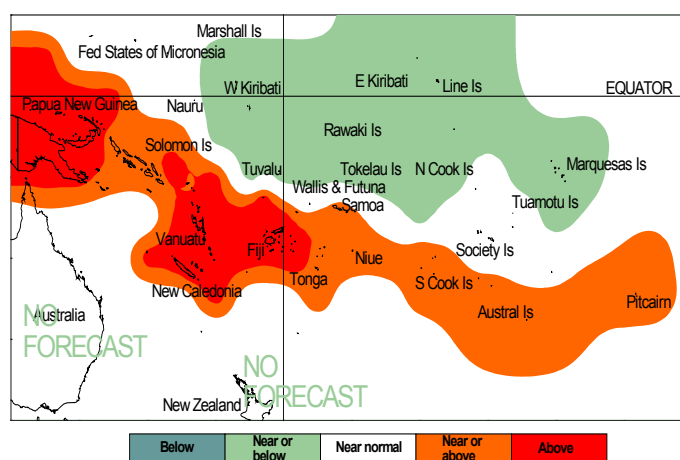 Marshall Is
Fed States of Micronesia
W Kiribati
E Kiribati
Line Is
EQUATOR
Papua New Guinea
Nauru
Rawaki Is
Solomon Is
Tuvalu
Tokelau Is
N Cook Is
Marquesas Is
Wallis & Futuna
Samoa
Tuamotu Is
Vanuatu
Fiji
Niue
Society Is
Tonga
S Cook Is
New Caledonia
Pitcairn
Austral Is
NO
FORECAST
Australia
NO
FORECAST
New Zealand
Below
Near or
below
Near normal
Near or
above
Above